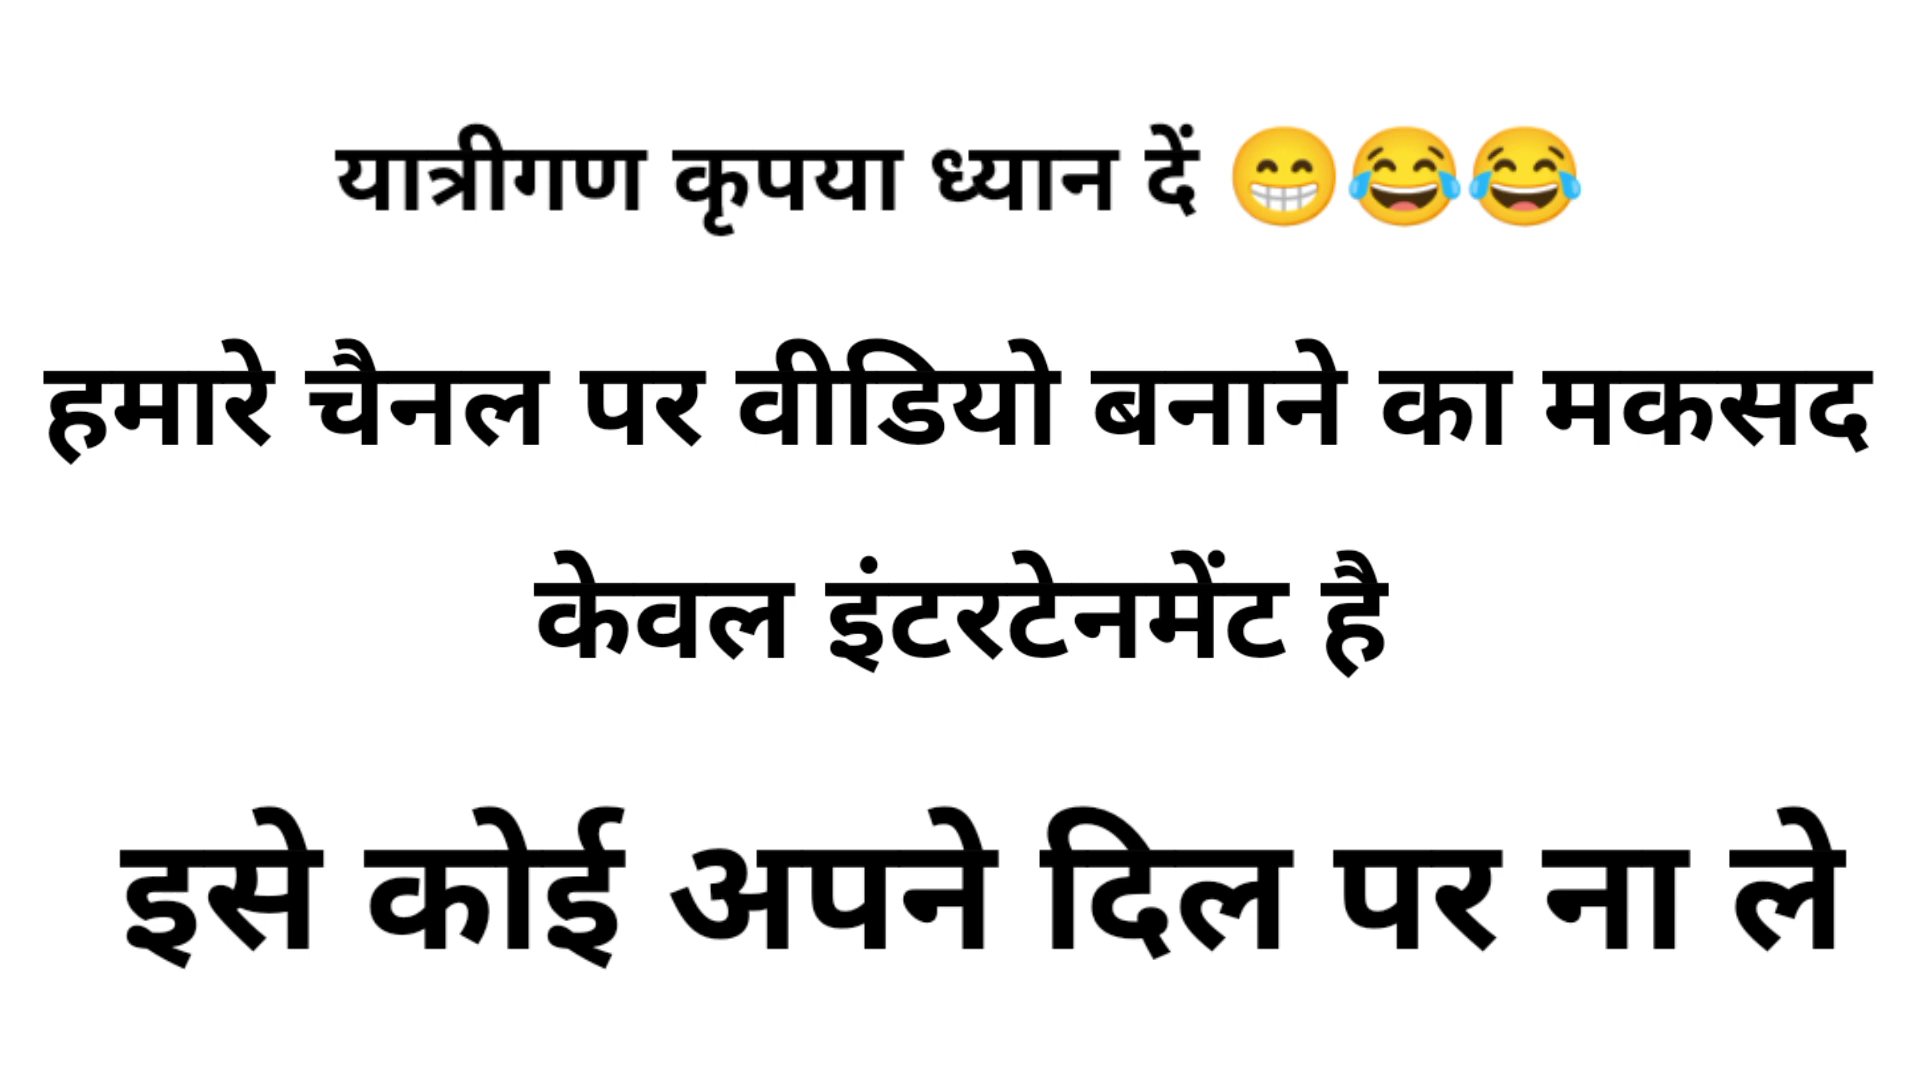 यात्रीगण कृपया ध्यान दें 😁😂😂
हमारे चैनल पर वीडियो बनाने का मकसद
केवल इंटरटेनमेंट है
इसे कोई अपने दिल पर ना ले